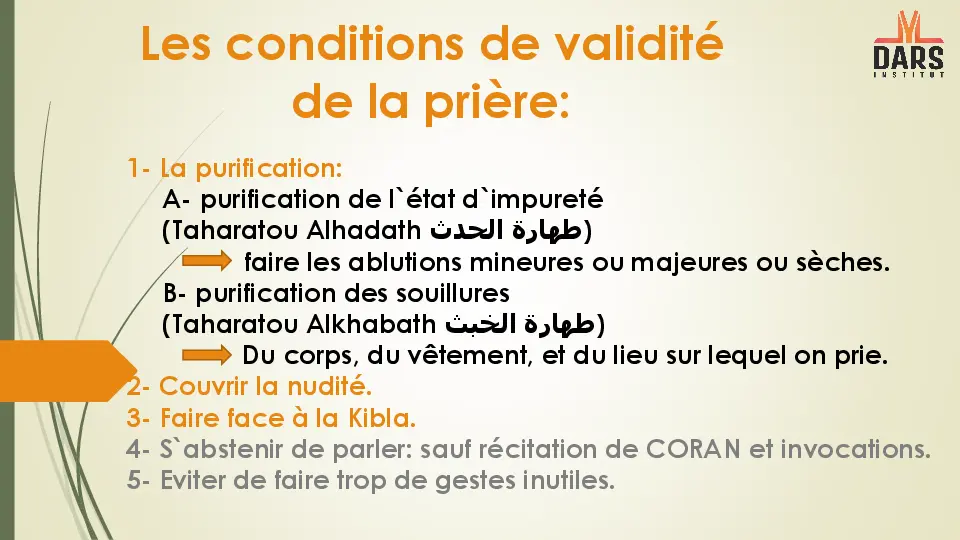 Les conditions de validité
de la prière:
DARS
INSTITUT
1- La purification:
A- purification de l`état d`impureté
(Taharatou Alhadath طهارة الحدث)
faire les ablutions mineures ou majeures ou sèches.
B- purification des souillures
(Taharatou Alkhabath طهارة الخبث)
Du corps, du vêtement, et du lieu sur lequel on prie.
2- Couvrir la nudité.
3- Faire face à la Kibla.
4- S`abstenir de parler: sauf récitation de CORAN et invocations.
5- Eviter de faire trop de gestes inutiles.